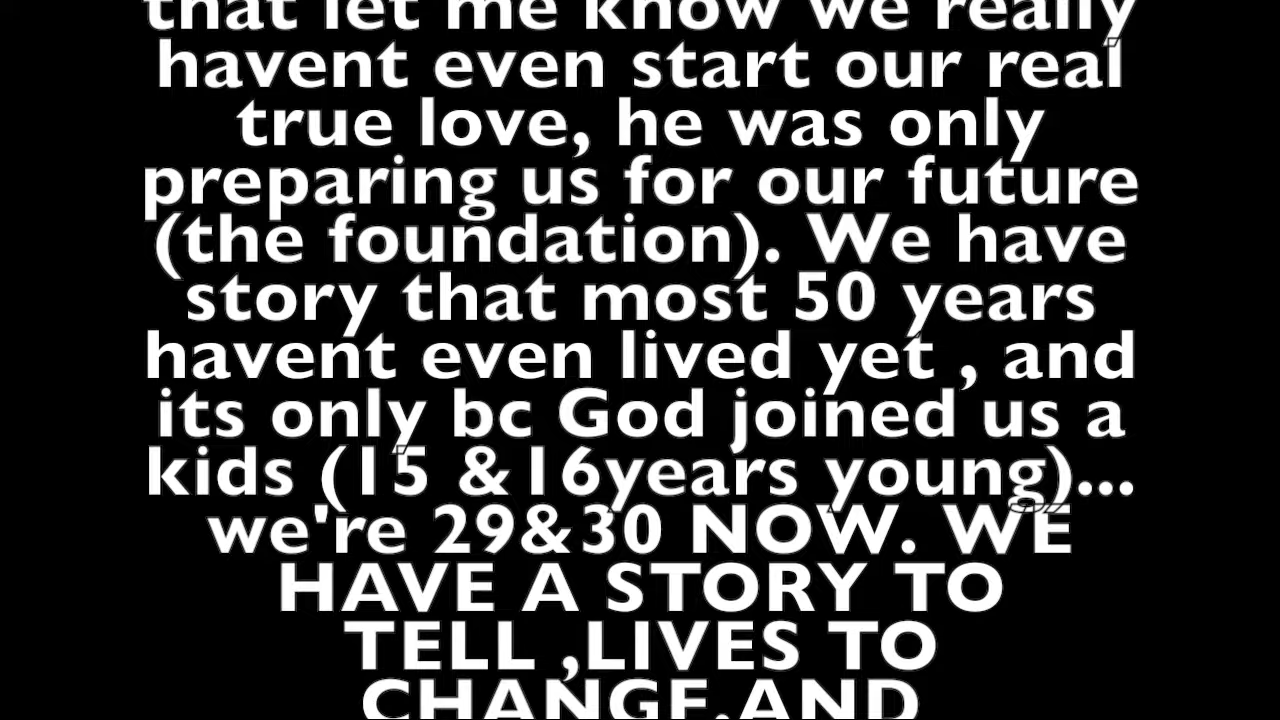 that let me know we really
havent even start our real
true love, he was only
preparing us for our future
(the foundation). We have
story that most 50 years
havent even lived yet , and
its only bc God joined us a
kids (15 &16years young)...
we're 29&30 NOW. WE
HAVE A STORY TO
TELL ,LIVES TO
CHANGE,AND